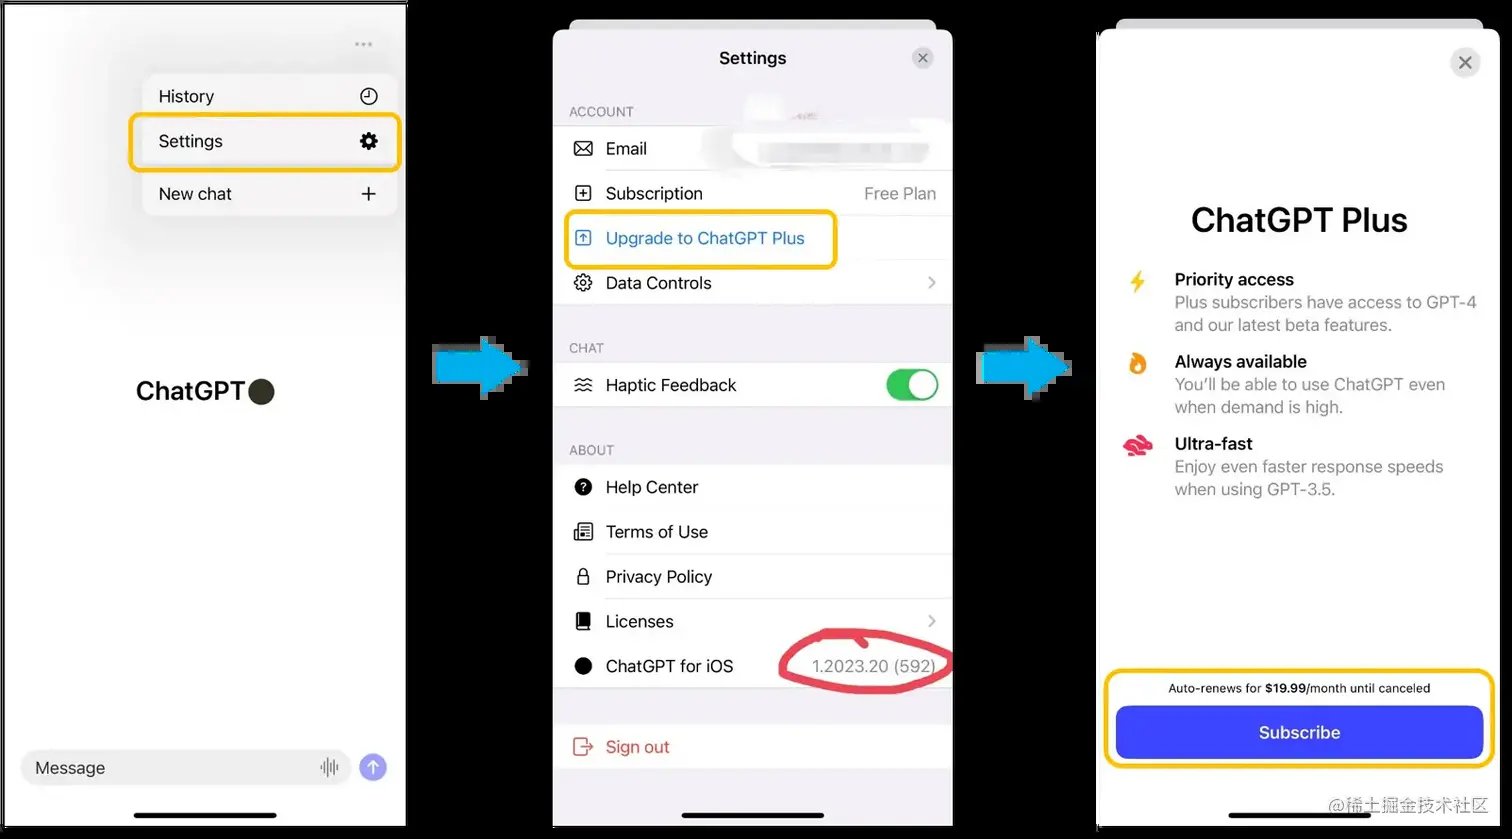 History
Settings
New chat
ChatGPT
Message
Settings
ACCOUNT
Email
Subscription Free Plan
Upgrade to ChatGPT Plus
Data Controls
CHAT
Haptic Feedback
ABOUT
? Help Center
Terms of Use
Privacy Policy
Licenses
ChatGPT for iOS 1.2023.20 (592)
Sign out
ChatGPT Plus
Priority access
Plus subscribers have access to GPT-4
and our latest beta features.
Always available
You'll be able to use ChatGPT even
when demand is high.
Ultra-fast
Enjoy even faster response speeds
when using GPT-3.5.
Auto-renews for $19.99/month until canceled
Subscribe
@稀土掘金技术社区